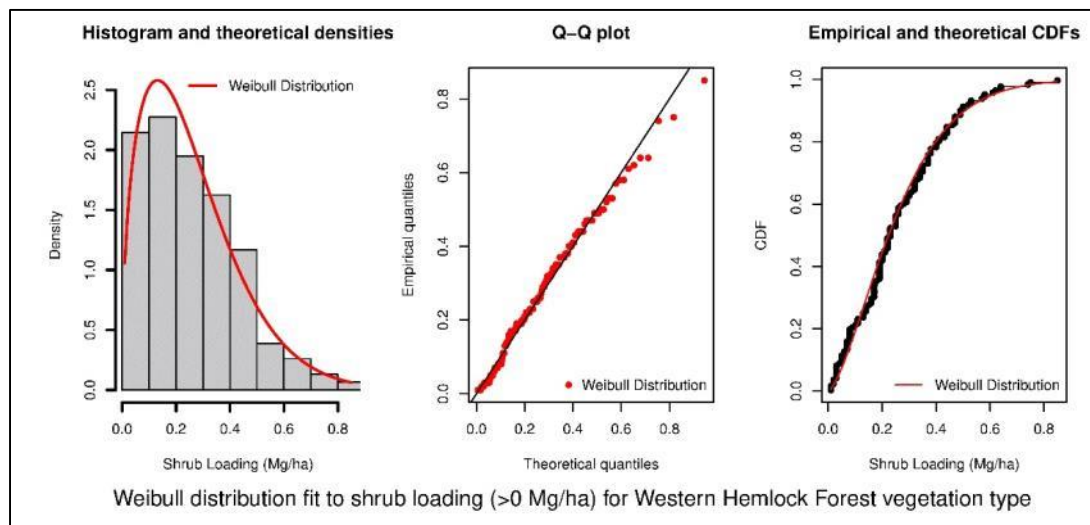 Histogram and theoretical densities
Weibull Distribution
Density
0.0 0.5 1.0 1.5 2.0 2.5
0.0 0.2 0.4 0.6 0.8
Shrub Loading (Mg/ha)
Q–Q plot
Empirical quantiles
0.0 0.2 0.4 0.6 0.8
Weibull Distribution
0.0 0.2 0.4 0.6 0.8
Theoretical quantiles
Empirical and theoretical CDFs
CDF
0.0 0.2 0.4 0.6 0.8 1.0
Weibull Distribution
0.0 0.2 0.4 0.6 0.8
Shrub Loading (Mg/ha)
Weibull distribution fit to shrub loading (>0 Mg/ha) for Western Hemlock Forest vegetation type